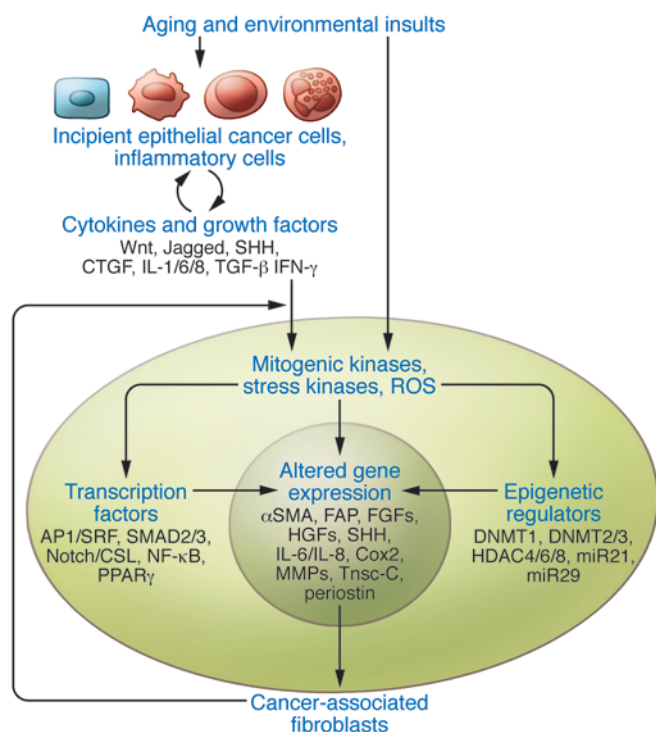 Aging and environmental insults
Incipient epithelial cancer cells,
inflammatory cells
Cytokines and growth factors
Wnt, Jagged, SHH,
CTGF, IL-1/6/8, TGF-β IFN-γ
Mitogenic kinases,
stress kinases, ROS
Transcription
factors
AP1/SRF, SMAD2/3,
Notch/CSL, NF-κB,
PPARγ
Altered gene
expression
αSMA, FAP, FGFs,
HGFs, SHH,
IL-6/IL-8, Cox2,
MMPs, Tnsc-C,
periostin
Epigenetic
regulators
DNMT1, DNMT2/3,
HDAC4/6/8, miR21,
miR29
Cancer-associated
fibroblasts